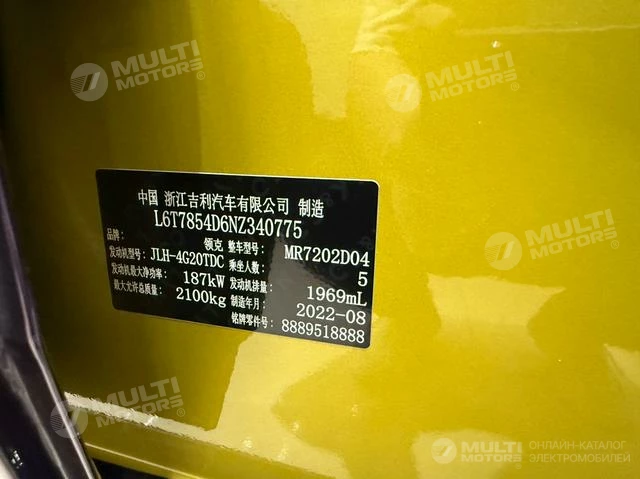 MULTI
MOTORS
MULTI
MOTORS
中国 浙江吉利汽车有限公司 制造
L6T7854D6NZ340775
品牌: 领克 整车型号: MR7202D04
发动机型号: JLH-4G20TDC 乘坐人数: 5
发动机最大净功率: 187kW 发动机排量: 1969mL
最大允许总质量: 2100kg 制造年月: 2022-08
铭牌零件号: 8889518888
MULTI
MOTORS
MULTI
MOTORS
ОНЛАЙН-КАТАЛОГ
ЭЛЕКТРОМОБИЛЕЙ